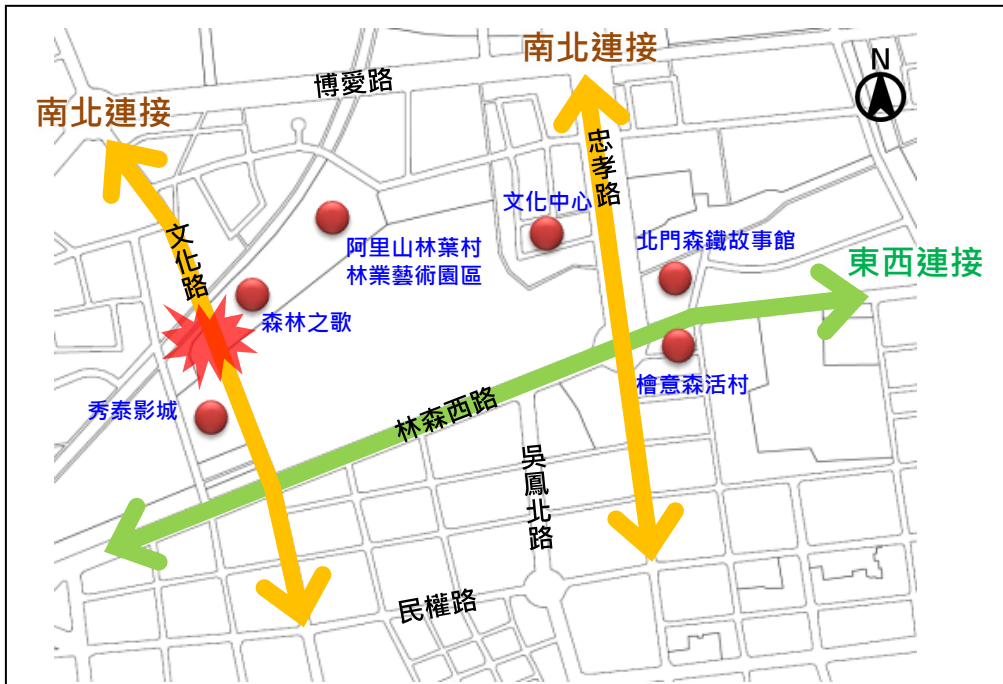 南北連接
N
博愛路
南北連接
忠孝路
文化中心
文化路
阿里山林葉村
林業藝術園區
北門森鐵故事館
東西連接
森林之歌
檜意森活村
秀泰影城
林森西路
吳鳳北路
民權路